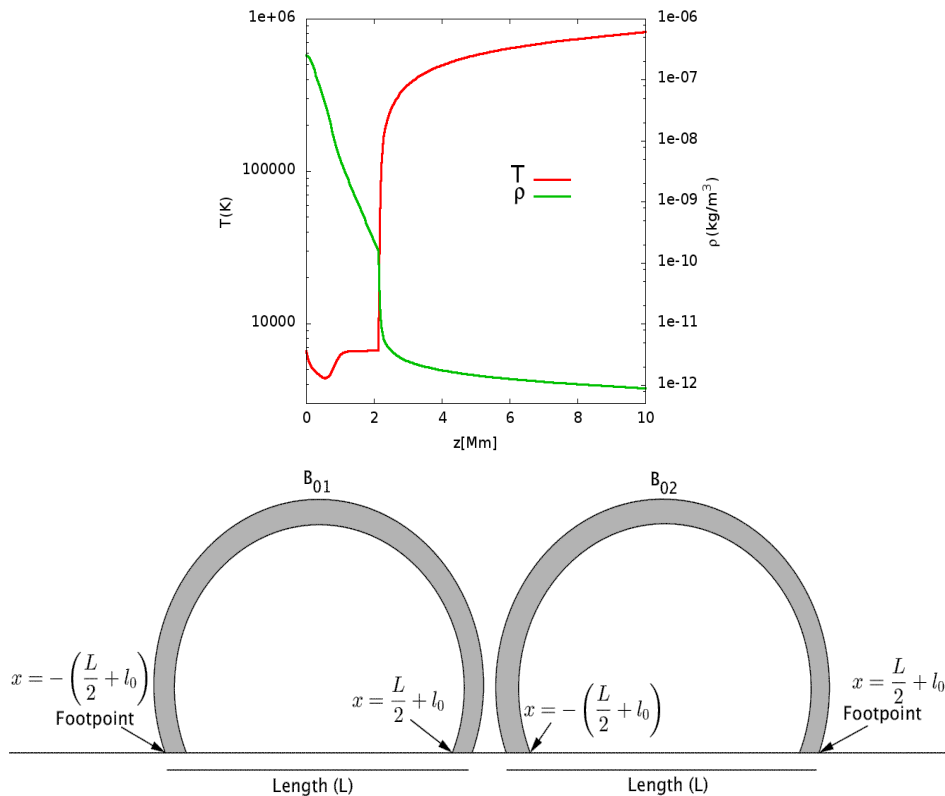 1e+06
100000
10000
T(K)
1e-06
1e-07
1e-08
1e-09
1e-10
1e-11
1e-12
ρ(kg/m³)
T
ρ
0 2 4 6 8 10
z[Mm]
B₀₁
B₀₂
x = −(L/2 + l₀)
Footpoint
x = L/2 + l₀
x = −(L/2 + l₀)
x = L/2 + l₀
Footpoint
Length (L)
Length (L)